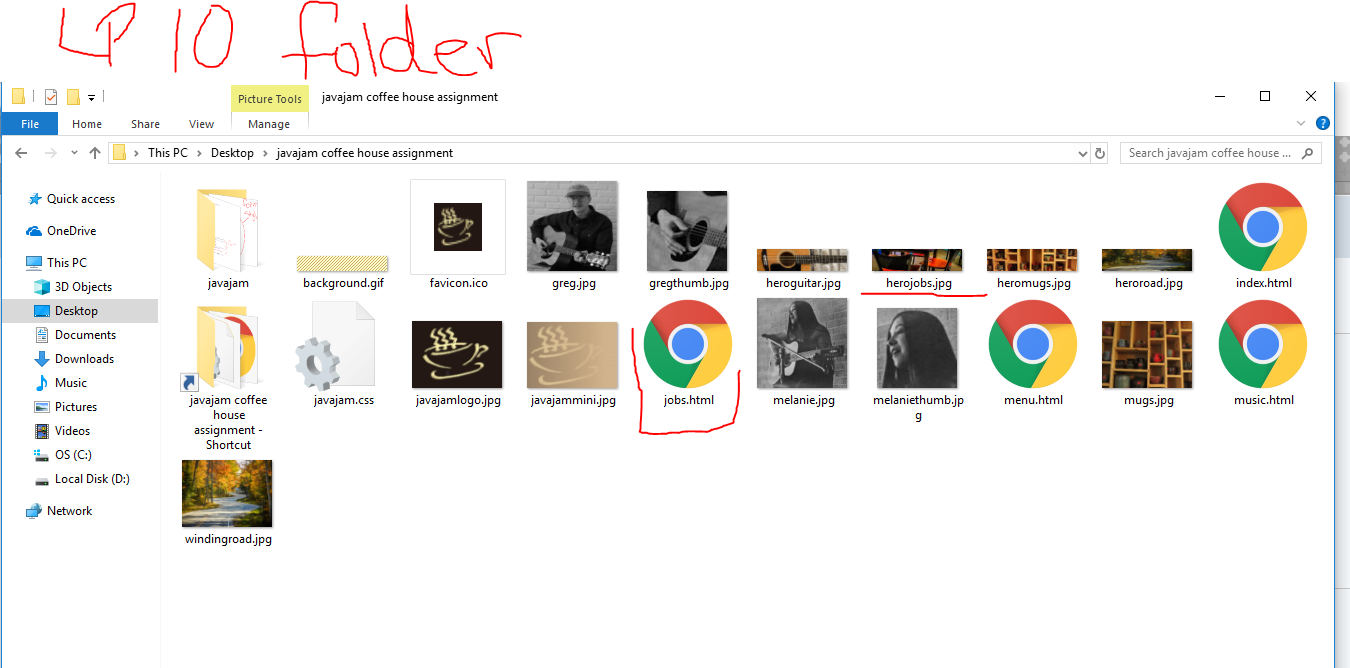 LP 10 folder
Picture Tools javajam coffee house assignment
File Home Share View Manage
This PC Desktop javajam coffee house assignment Search javajam coffee house ...
Quick access
OneDrive
This PC
3D Objects
Desktop
Documents
Downloads
Music
Pictures
Videos
OS (C:)
Local Disk (D:)
Network
javajam background.gif favicon.ico greg.jpg gregthumb.jpg heroguitar.jpg herojobs.jpg heromugs.jpg heroroad.jpg index.html
javajam coffee
house
assignment -
Shortcut
javajam.css javajamlogo.jpg javajammini.jpg jobs.html melanie.jpg
melaniethumb.jp
g
menu.html mugs.jpg music.html
windingroad.jpg